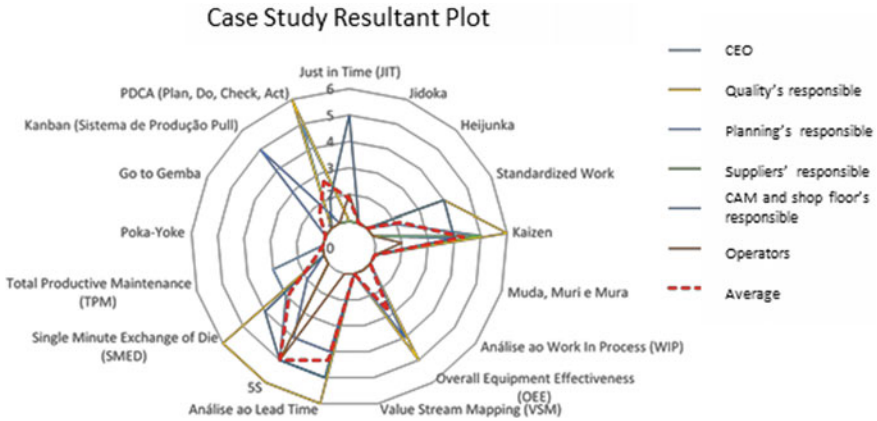 Case Study Resultant Plot
Just in Time (JIT)
PDCA (Plan, Do, Check, Act)
Jidoka
Kanban (Sistema de Produção Pull)
Heijunka
Go to Gemba
Standardized Work
Poka-Yoke
Kaizen
Total Productive Maintenance
(TPM)
Muda, Muri e Mura
Single Minute Exchange of Die
(SMED)
Análise ao Work In Process (WIP)
5S
Overall Equipment Effectiveness
(OEE)
Análise ao Lead Time
Value Stream Mapping (VSM)
6
5
4
3
2
0
CEO
Quality's responsible
Planning's responsible
Suppliers' responsible
CAM and shop floor's
responsible
Operators
Average